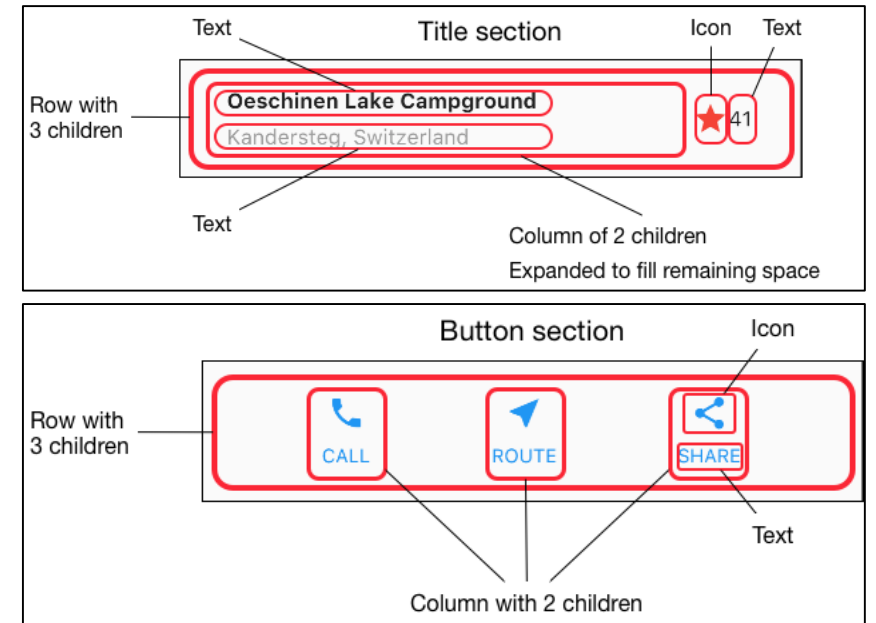 Text
Title section
Icon
Text
Row with
3 children
Oeschinen Lake Campground
Kandersteg, Switzerland
41
Text
Column of 2 children
Expanded to fill remaining space
Button section
Icon
Row with
3 children
CALL
ROUTE
SHARE
Text
Column with 2 children